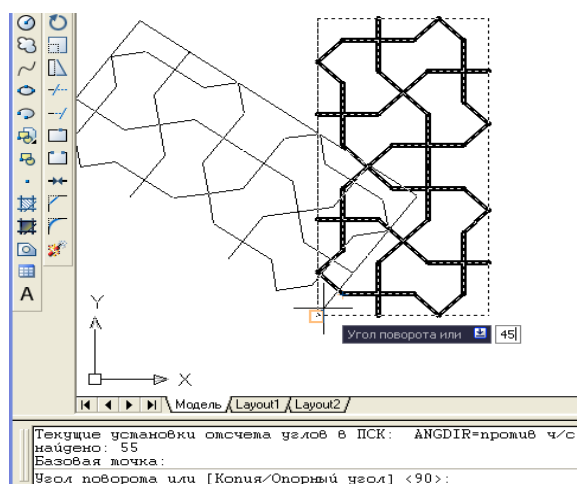 A
Y
Угол поворота или 45
X
Модель Layout1 Layout2
Текущие установки отсчета углов в ПСК: ANGDIR=против ч/с
найдено: 55
Базовая точка:
Угол поворота или [Копия/Опорный угол] <90>: